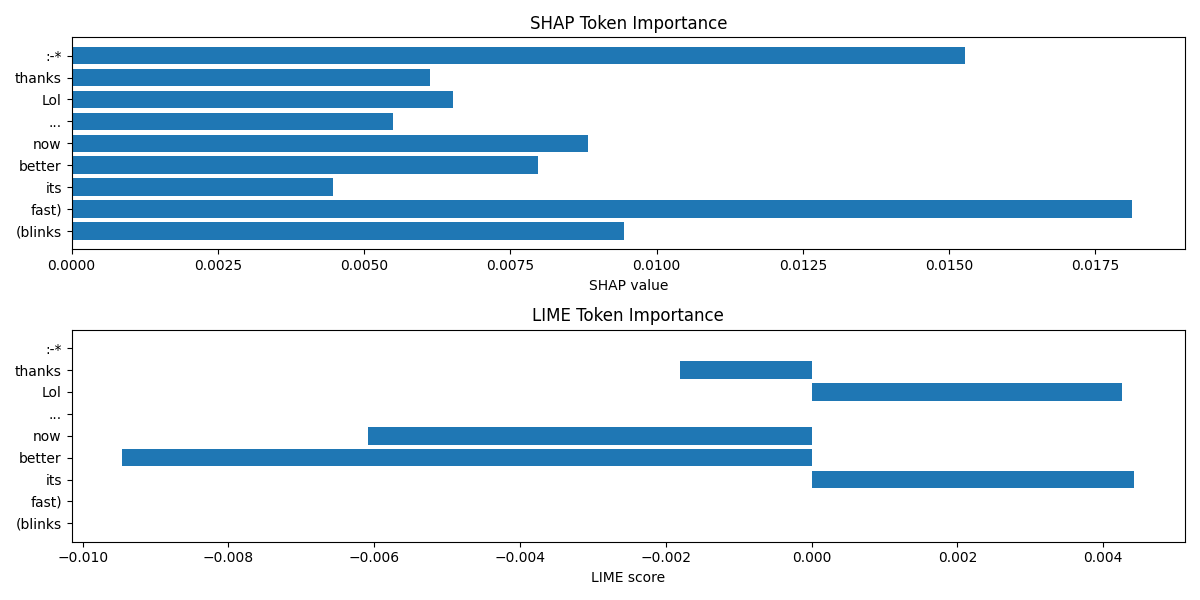 SHAP Token Importance
:-*
thanks
Lol
...
now
better
its
fast)
(blinks
0.0000 0.0025 0.0050 0.0075 0.0100 0.0125 0.0150 0.0175
SHAP value
LIME Token Importance
:-*
thanks
Lol
...
now
better
its
fast)
(blinks
−0.010 −0.008 −0.006 −0.004 −0.002 0.000 0.002 0.004
LIME score